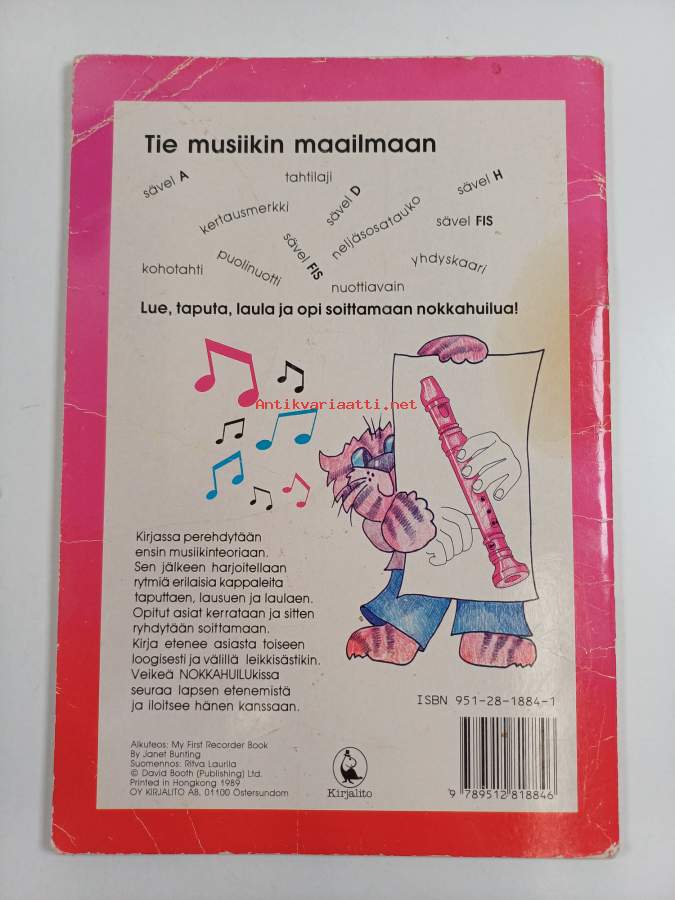 Tie musiikin maailmaan
sävel A
tahtilaji
sävel H
kertausmerkki
sävel D
neljäsosatauko
sävel FIS
sävel FIS
kohotahti
puolinuotti
yhdyskaari
nuottiavain
Lue, taputa, laula ja opi soittamaan nokkahuilua!
Antikvariaatti.net
Kirjassa perehdytään
ensin musiikinteoriaan.
Sen jälkeen harjoitellaan
rytmiä erilaisia kappaleita
taputtaen, lausuen ja laulaen.
Opitut asiat kerrataan ja sitten
ryhdytään soittamaan.
Kirja etenee asiasta toiseen
loogisesti ja välillä leikkisästikin.
Veikeä NOKKAHUILUkissa
seuraa lapsen etenemistä
ja iloitsee hänen kanssaan.
ISBN 951-28-1884-1
Alkuteos: My First Recorder Book
By Janet Bunting
Suomennos: Ritva Laurila
© David Booth (Publishing) Ltd.
Printed in Hongkong 1989
OY KIRJALITO AB, 01100 Östersundom
Kirjalito
9 789512 818846